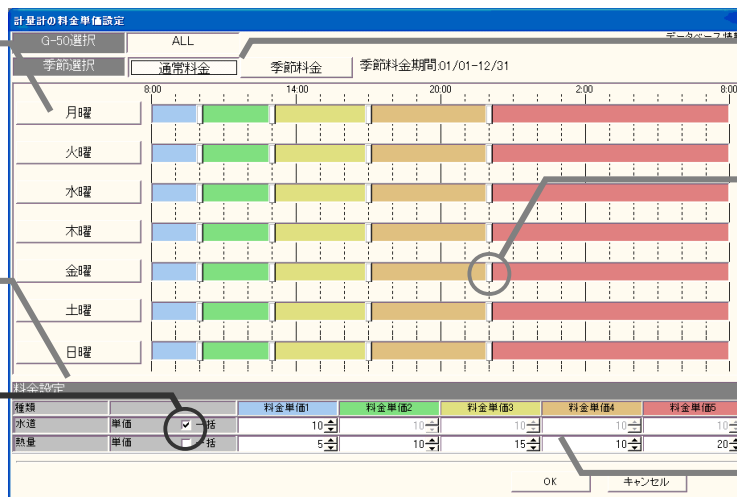 計量計の料金単価設定
G-50選択 ALL
データベース情報
季節選択 通常料金 季節料金 季節料金期間:01/01-12/31
8:00 14:00 20:00 2:00 8:00
月曜
火曜
水曜
木曜
金曜
土曜
日曜
料金設定
種類 料金単価1 料金単価2 料金単価3 料金単価4 料金単価5
水道 単価 一括 10 10 10 10 10
熱量 単価 一括 5 10 15 10 20
OK キャンセル